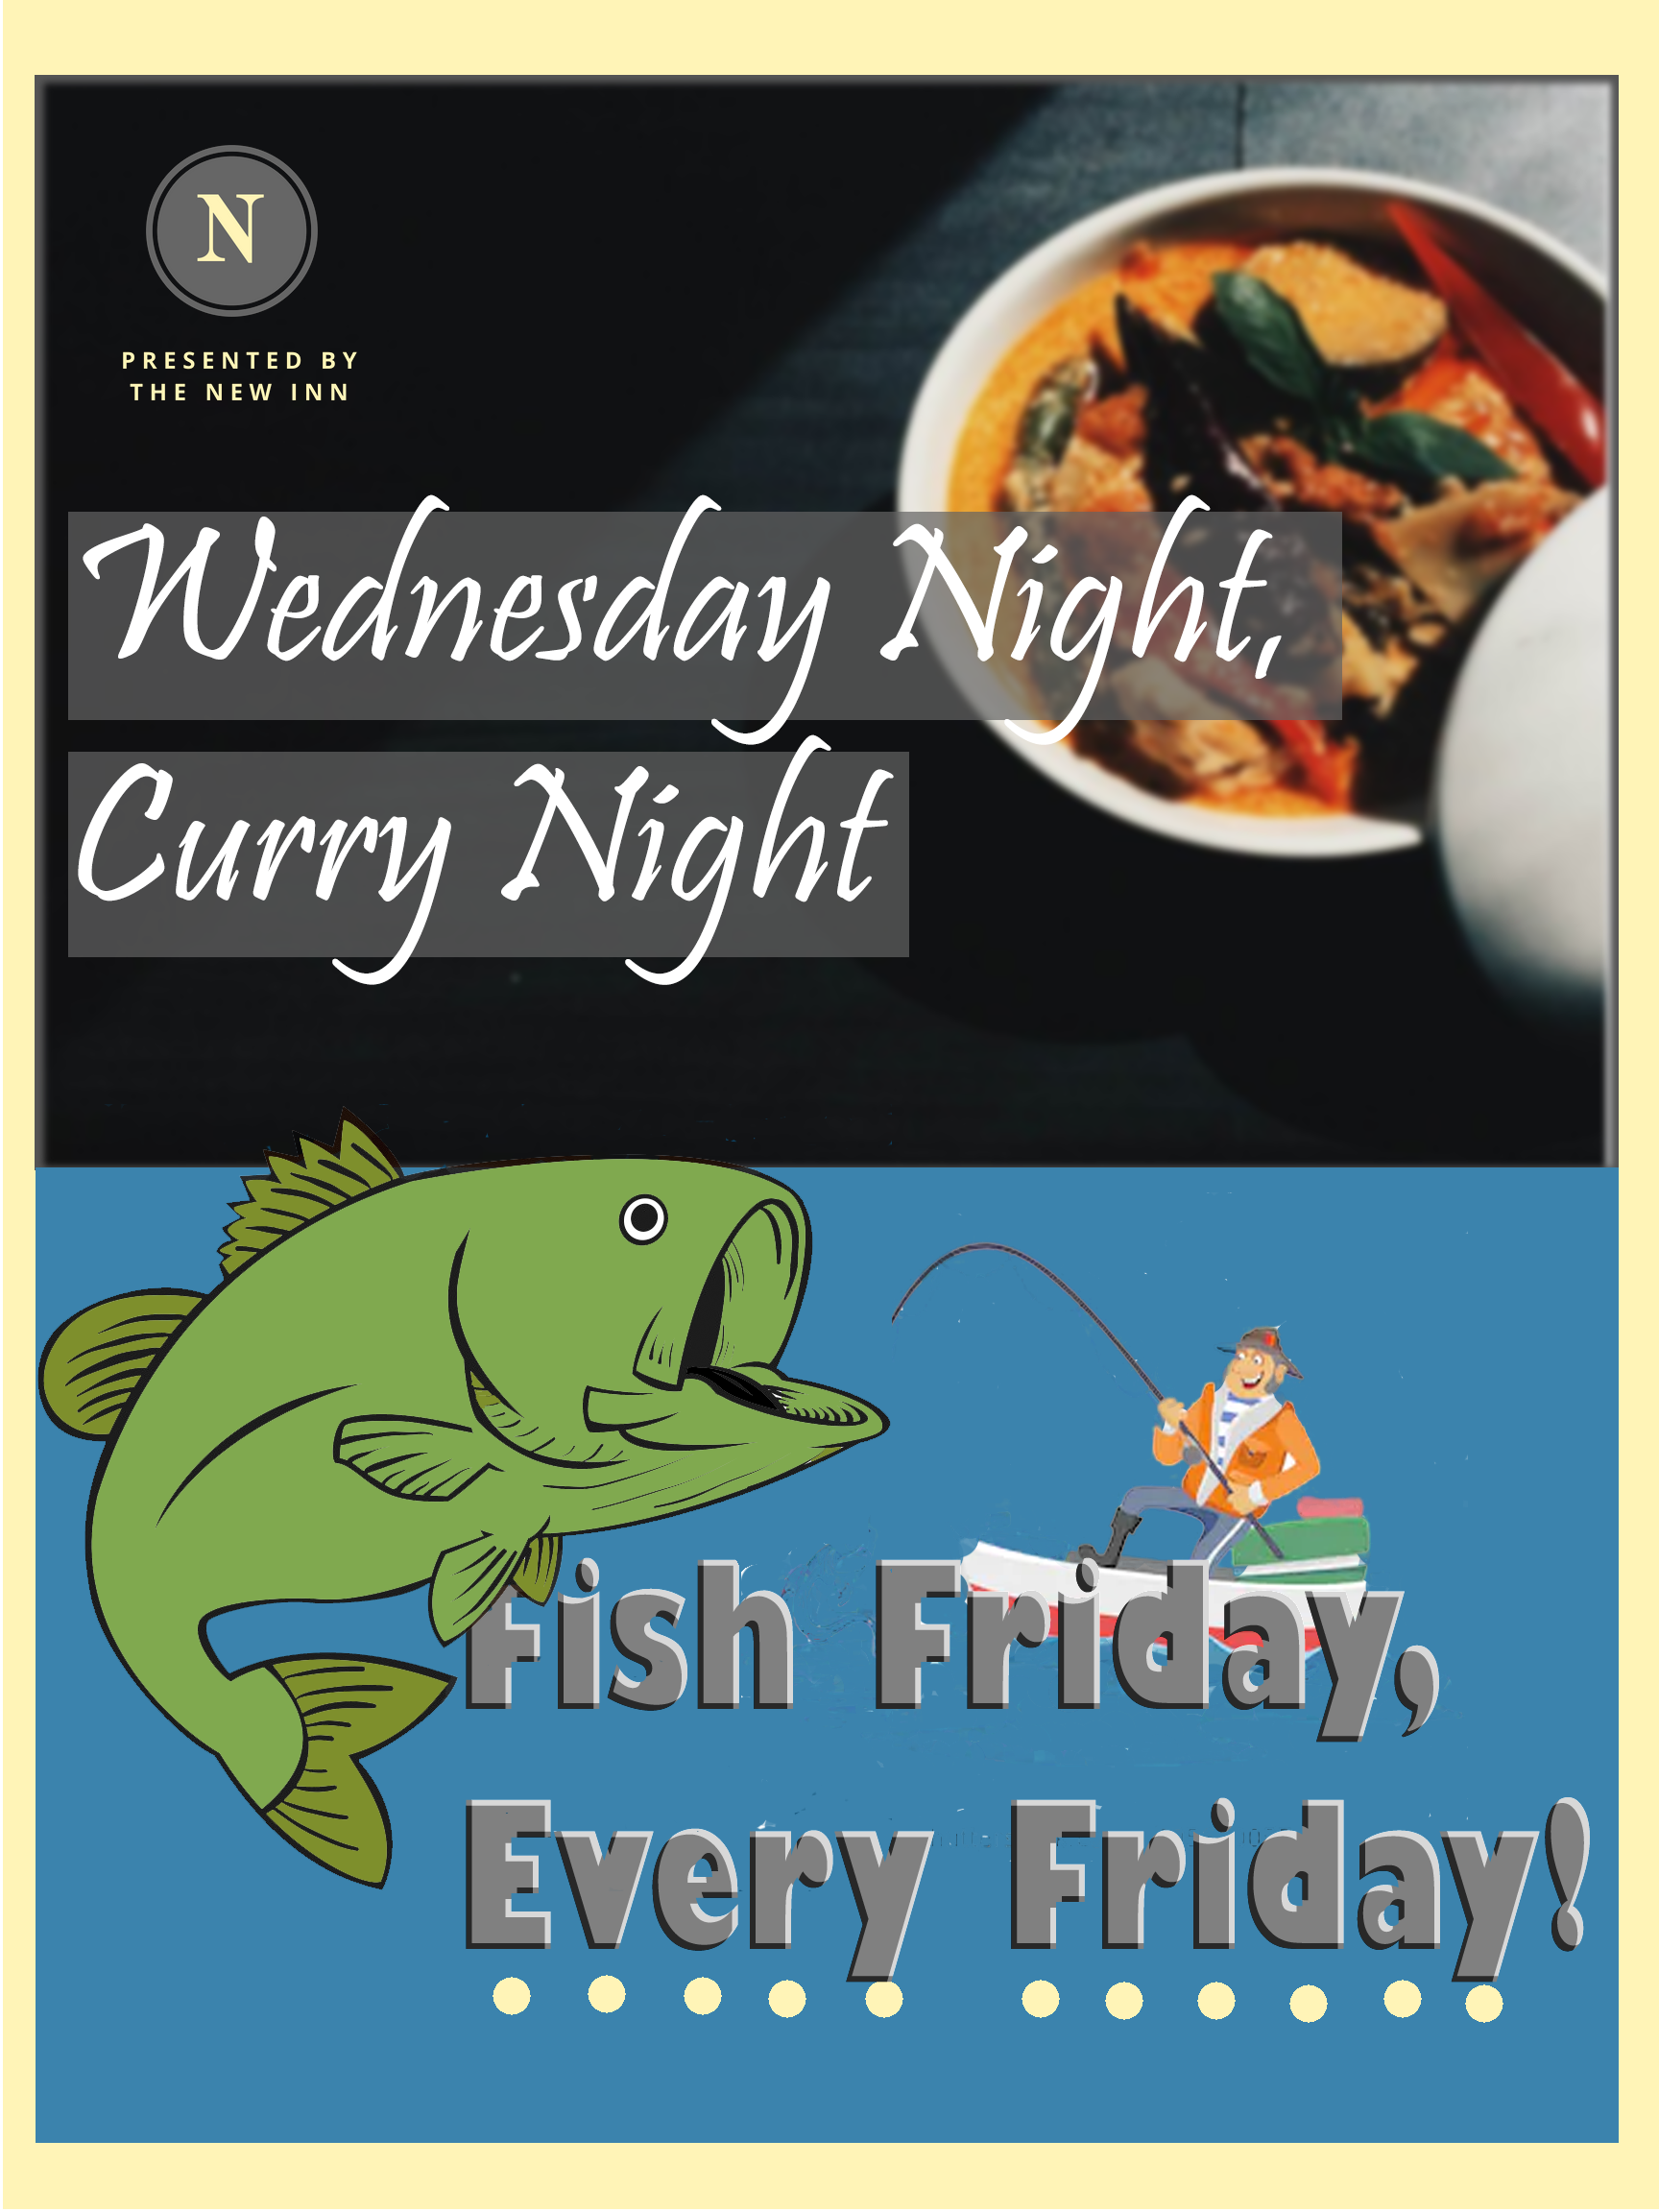 N
PRESENTED BY
THE NEW INN
Wednesday Night,
Curry Night
Fish Friday,
Every Friday!